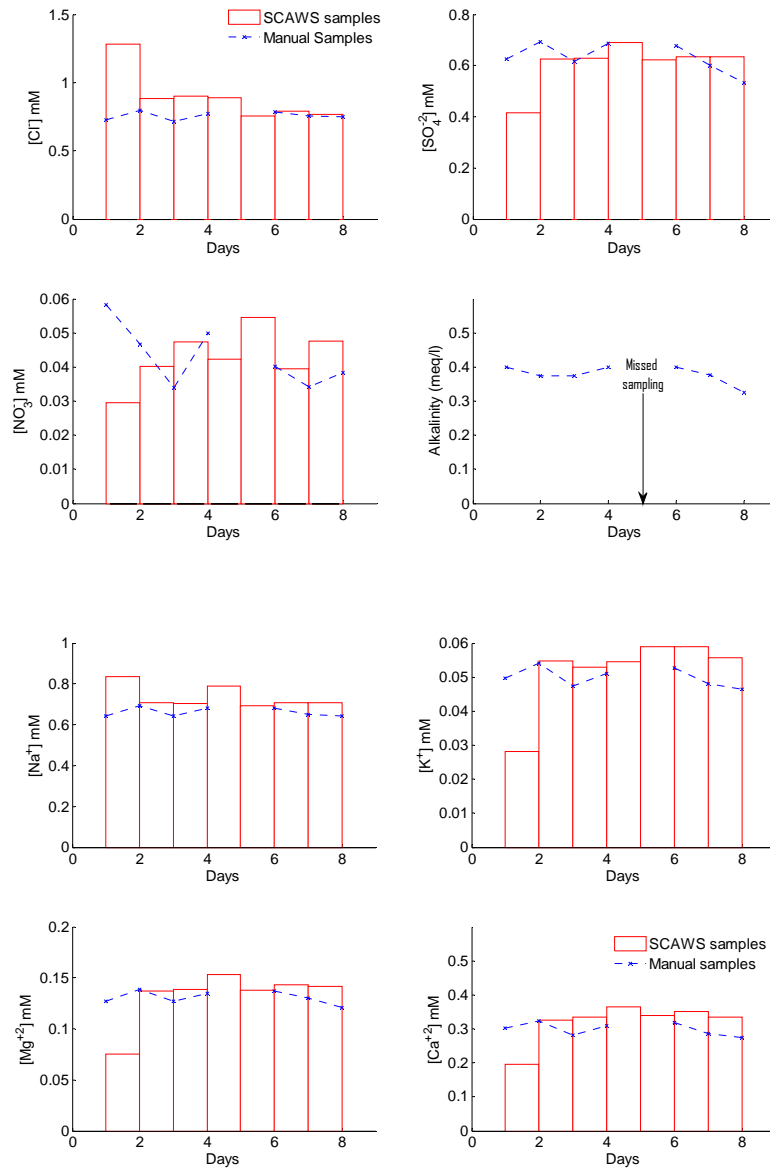 SCAWS samples
Manual Samples
1.5
1
0.5
0
[Cl⁻] mM
0 2 4 6 8
Days
0.8
0.6
0.4
0.2
0
[SO₄⁻²] mM
0 2 4 6 8
Days
0.06
0.05
0.04
0.03
0.02
0.01
0
[NO₃⁻] mM
0 2 4 6 8
Days
0.5
0.4
0.3
0.2
0.1
0
Alkalinity (meq/l)
Missed
sampling
0 2 4 6 8
Days
1
0.8
0.6
0.4
0.2
0
[Na⁺] mM
0 2 4 6 8
Days
0.06
0.05
0.04
0.03
0.02
0.01
0
[K⁺] mM
0 2 4 6 8
Days
0.2
0.15
0.1
0.05
0
[Mg⁺²] mM
0 2 4 6 8
Days
SCAWS samples
Manual samples
0.5
0.4
0.3
0.2
0.1
0
[Ca⁺²] mM
0 2 4 6 8
Days